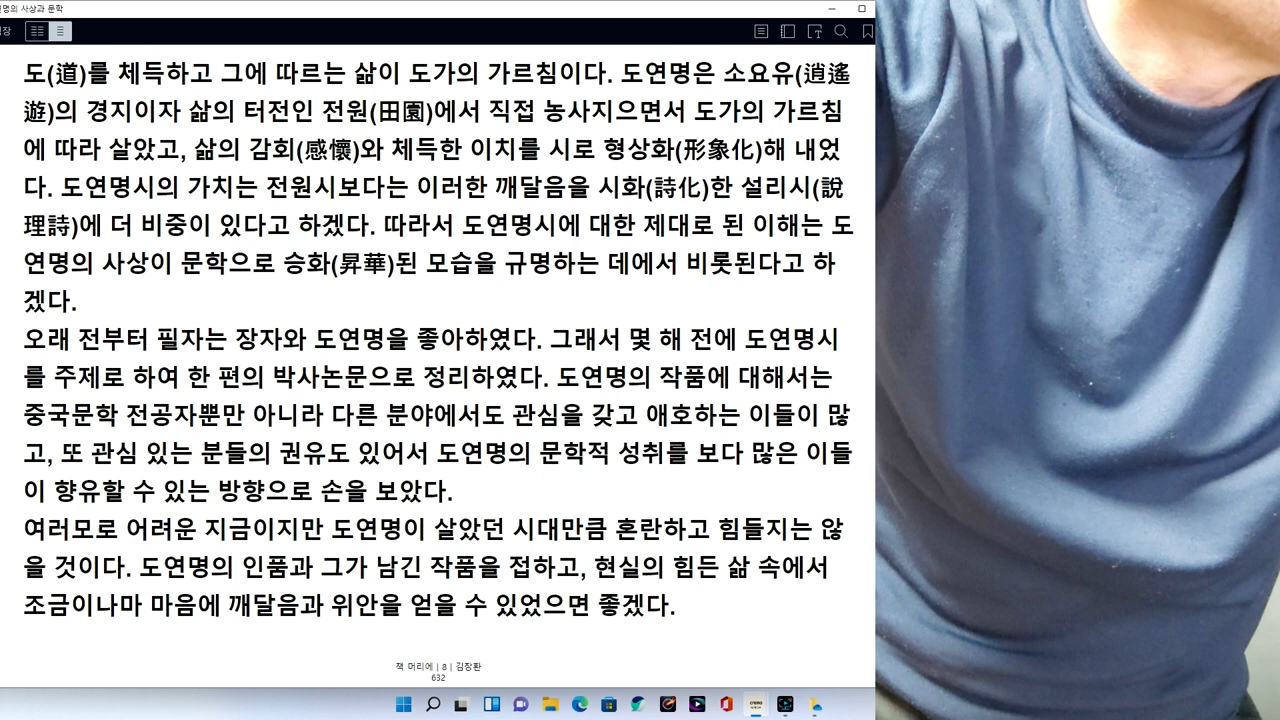 명의 사상과 문학
장
도(道)를 체득하고 그에 따르는 삶이 도가의 가르침이다. 도연명은 소요유(逍遙
遊)의 경지이자 삶의 터전인 전원(田園)에서 직접 농사지으면서 도가의 가르침
에 따라 살았고, 삶의 감회(感懷)와 체득한 이치를 시로 형상화(形象化)해 내었
다. 도연명시의 가치는 전원시보다는 이러한 깨달음을 시화(詩化)한 설리시(說
理詩)에 더 비중이 있다고 하겠다. 따라서 도연명시에 대한 제대로 된 이해는 도
연명의 사상이 문학으로 승화(昇華)된 모습을 규명하는 데에서 비롯된다고 하
겠다.
오래 전부터 필자는 장자와 도연명을 좋아하였다. 그래서 몇 해 전에 도연명시
를 주제로 하여 한 편의 박사논문으로 정리하였다. 도연명의 작품에 대해서는
중국문학 전공자뿐만 아니라 다른 분야에서도 관심을 갖고 애호하는 이들이 많
고, 또 관심 있는 분들의 권유도 있어서 도연명의 문학적 성취를 보다 많은 이들
이 향유할 수 있는 방향으로 손을 보았다.
여러모로 어려운 지금이지만 도연명이 살았던 시대만큼 혼란하고 힘들지는 않
을 것이다. 도연명의 인품과 그가 남긴 작품을 접하고, 현실의 힘든 삶 속에서
조금이나마 마음에 깨달음과 위안을 얻을 수 있었으면 좋겠다.
책 머리에 | 8 | 김창환
632